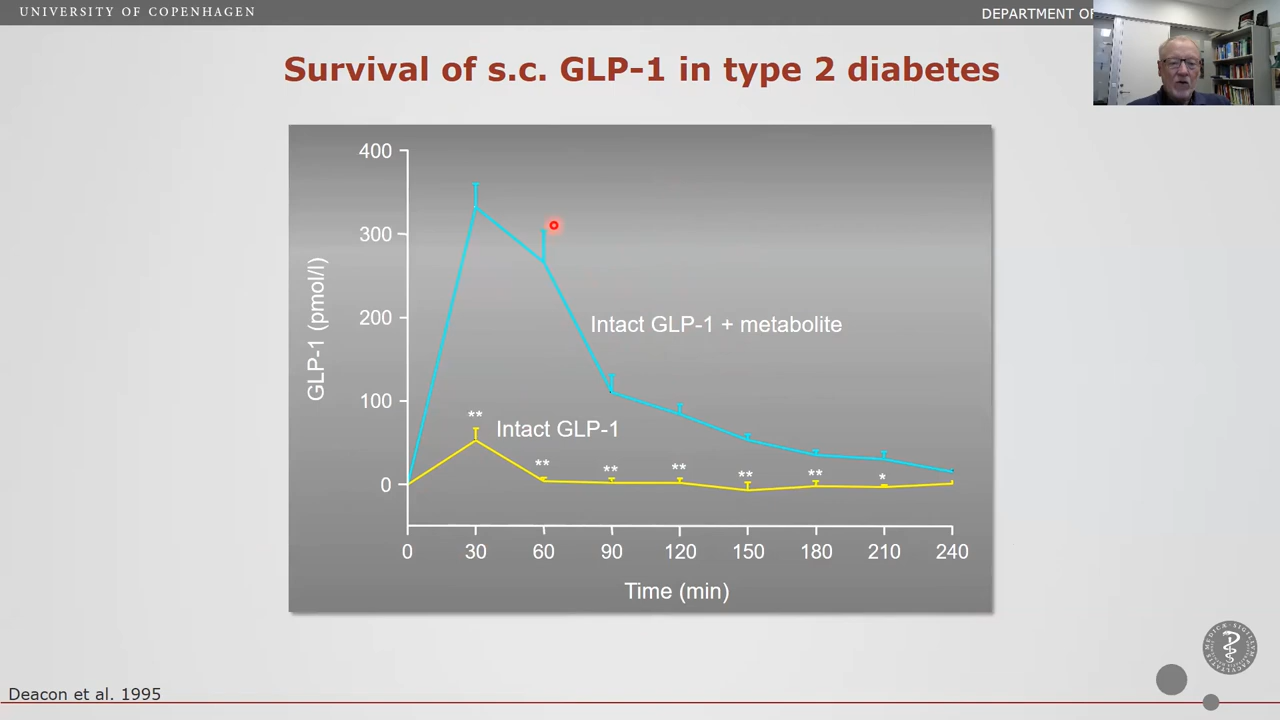 UNIVERSITY OF COPENHAGEN
DEPARTMENT OF
Survival of s.c. GLP-1 in type 2 diabetes
400
300
200
100
0
GLP-1 (pmol/l)
Intact GLP-1 + metabolite
**
Intact GLP-1
** ** ** ** ** *
0 30 60 90 120 150 180 210 240
Time (min)
Deacon et al. 1995